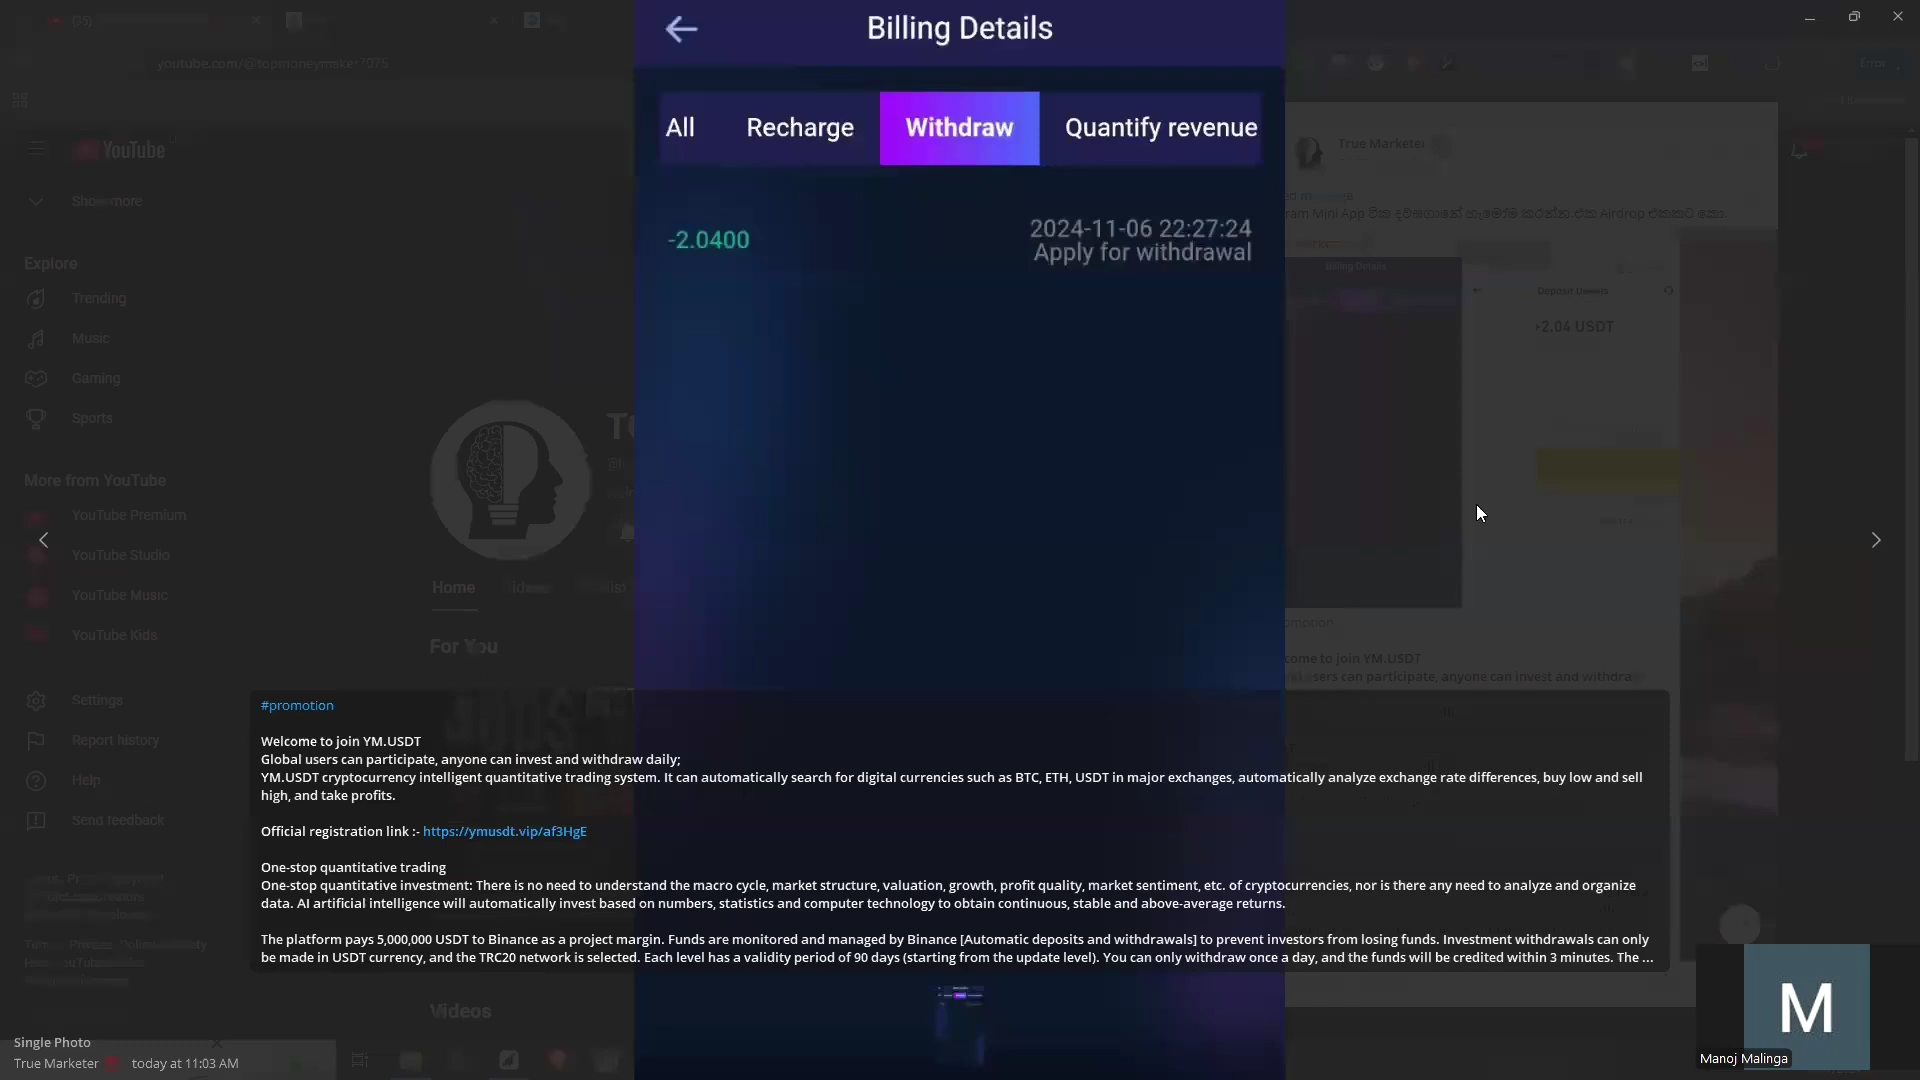 Billing Details
All
Recharge
Withdraw
Quantify revenue
-2.0400
2024-11-06 22:27:24
Apply for withdrawal
YouTube
Show more
Explore
Trending
Music
Gaming
Sports
More from YouTube
YouTube Premium
YouTube Studio
YouTube Music
YouTube Kids
Settings
Report history
Help
Send feedback
Home
For You
Videos
True Marketer
Billing Details
+2.04 USDT
#promotion
Welcome to join YM.USDT
Global users can participate, anyone can invest and withdraw daily;
YM.USDT cryptocurrency intelligent quantitative trading system. It can automatically search for digital currencies such as BTC, ETH, USDT in major exchanges, automatically analyze exchange rate differences, buy low and sell
high, and take profits.
Official registration link :- https://ymusdt.vip/af3HgE
One-stop quantitative trading
One-stop quantitative investment: There is no need to understand the macro cycle, market structure, valuation, growth, profit quality, market sentiment, etc. of cryptocurrencies, nor is there any need to analyze and organize
data. AI artificial intelligence will automatically invest based on numbers, statistics and computer technology to obtain continuous, stable and above-average returns.
The platform pays 5,000,000 USDT to Binance as a project margin. Funds are monitored and managed by Binance [Automatic deposits and withdrawals] to prevent investors from losing funds. Investment withdrawals can only
be made in USDT currency, and the TRC20 network is selected. Each level has a validity period of 90 days (starting from the update level). You can only withdraw once a day, and the funds will be credited within 3 minutes. The ...
Single Photo
True Marketer
today at 11:03 AM
M
Manoj Malinga